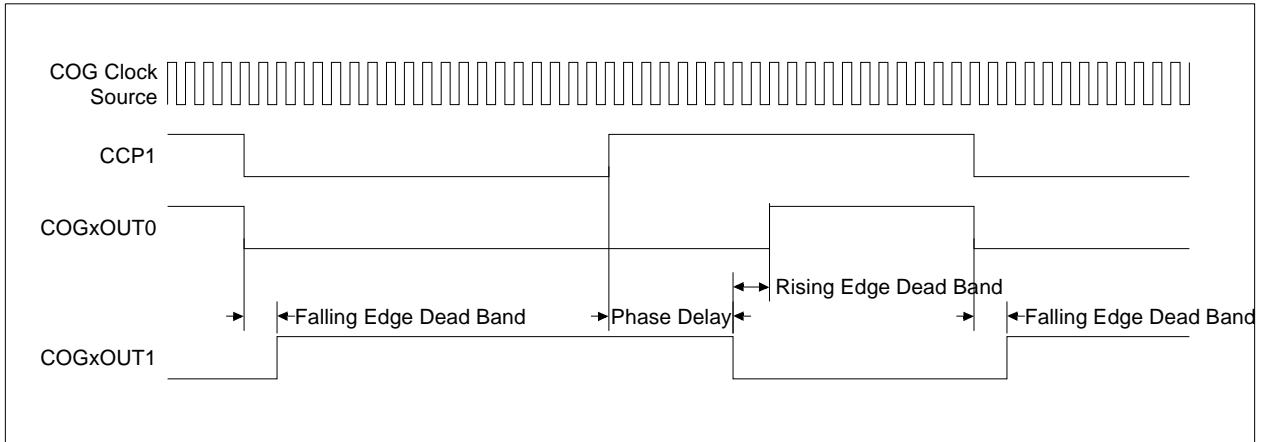 COG Clock
Source
CCP1
COGxOUT0
Rising Edge Dead Band
Falling Edge Dead Band
Phase Delay
Falling Edge Dead Band
COGxOUT1